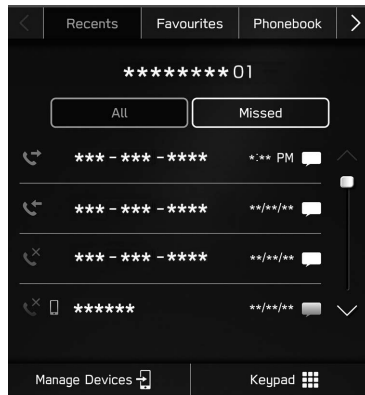 Recents Favourites Phonebook
********01
All Missed
***-***-**** *:** PM
***-***-**** **/**/**
***-***-**** **/**/**
****** **/**/**
Manage Devices Keypad